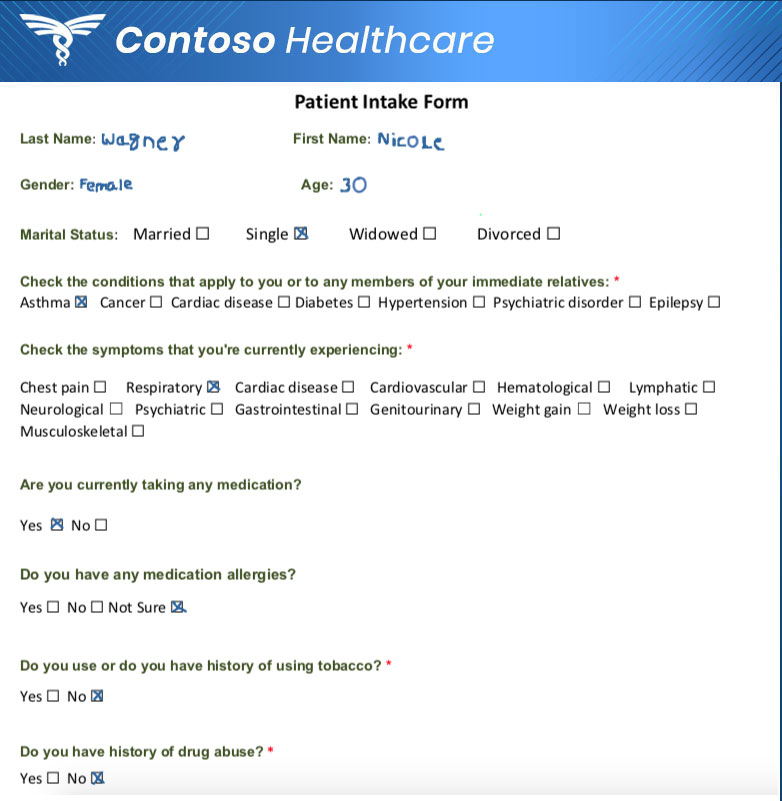 Contoso Healthcare
Patient Intake Form
Last Name: Wagner First Name: Nicole
Gender: Female Age: 30
Marital Status: Married ☐ Single ☒ Widowed ☐ Divorced ☐
Check the conditions that apply to you or to any members of your immediate relatives: *
Asthma ☒ Cancer ☐ Cardiac disease ☐ Diabetes ☐ Hypertension ☐ Psychiatric disorder ☐ Epilepsy ☐
Check the symptoms that you're currently experiencing: *
Chest pain ☐ Respiratory ☒ Cardiac disease ☐ Cardiovascular ☐ Hematological ☐ Lymphatic ☐
Neurological ☐ Psychiatric ☐ Gastrointestinal ☐ Genitourinary ☐ Weight gain ☐ Weight loss ☐
Musculoskeletal ☐
Are you currently taking any medication?
Yes ☒ No ☐
Do you have any medication allergies?
Yes ☐ No ☐ Not Sure ☒
Do you use or do you have history of using tobacco? *
Yes ☐ No ☒
Do you have history of drug abuse? *
Yes ☐ No ☒